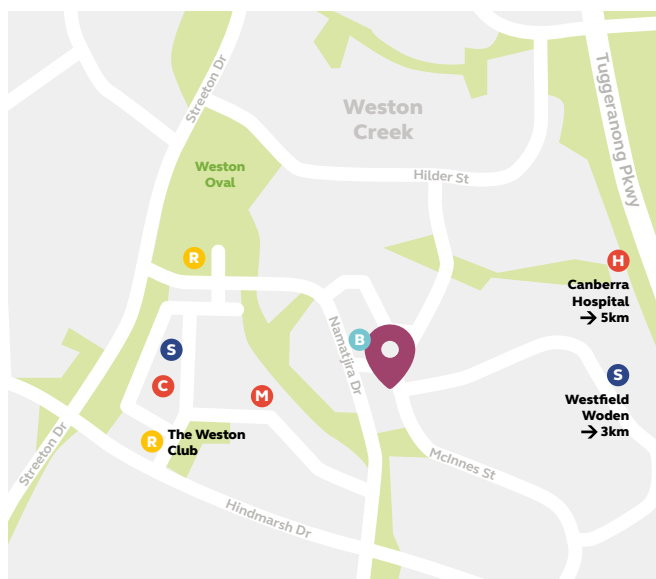 Streeton Dr
Weston
Creek
Tuggeranong Pkwy
Weston
Oval
Hilder St
R
H
Canberra
Hospital
→ 5km
Namatjira Dr
B
S
S
C
M
Westfield
Woden
→ 3km
R
The Weston
Club
Streeton Dr
McInnes St
Hindmarsh Dr